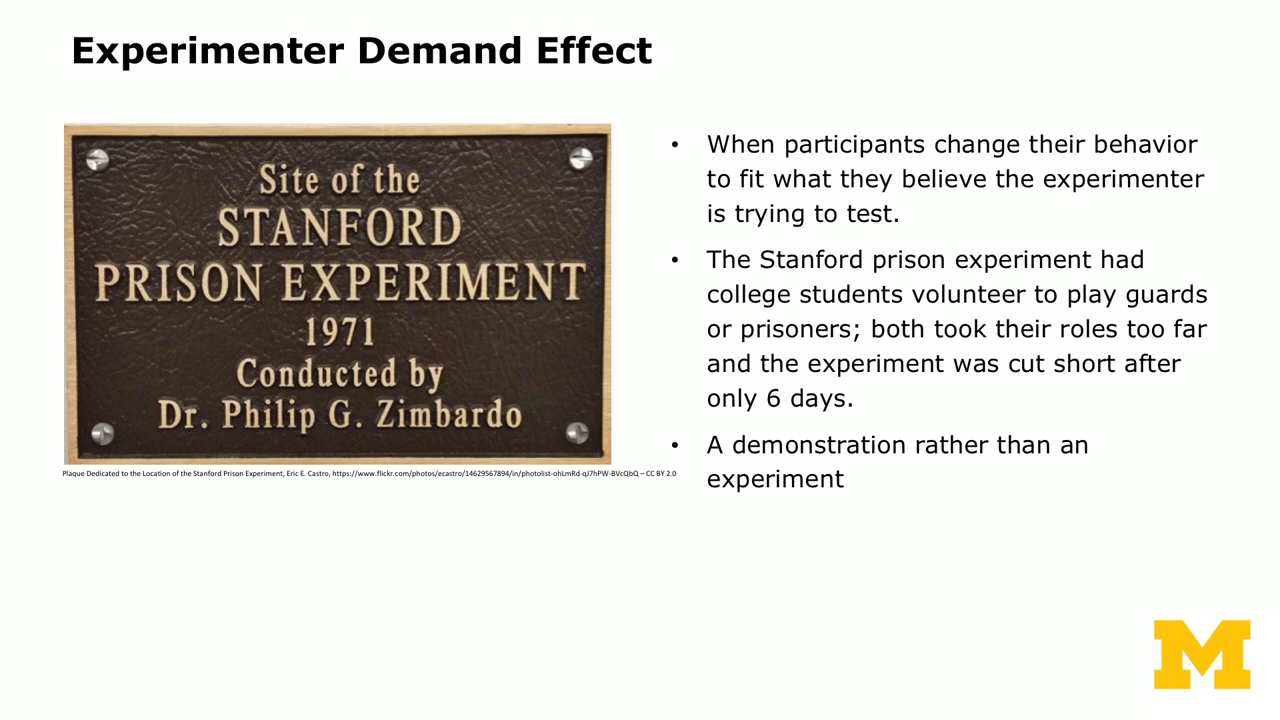 Experimenter Demand Effect
Site of the
STANFORD
PRISON EXPERIMENT
1971
Conducted by
Dr. Philip G. Zimbardo
Plaque Dedicated to the Location of the Stanford Prison Experiment, Eric E. Castro, https://www.flickr.com/photos/ecastro/14629567894/in/photolist-ohLmRd-qJ7hPW-BVcQbQ – CC BY 2.0
• When participants change their behavior
to fit what they believe the experimenter
is trying to test.
• The Stanford prison experiment had
college students volunteer to play guards
or prisoners; both took their roles too far
and the experiment was cut short after
only 6 days.
• A demonstration rather than an
experiment
M